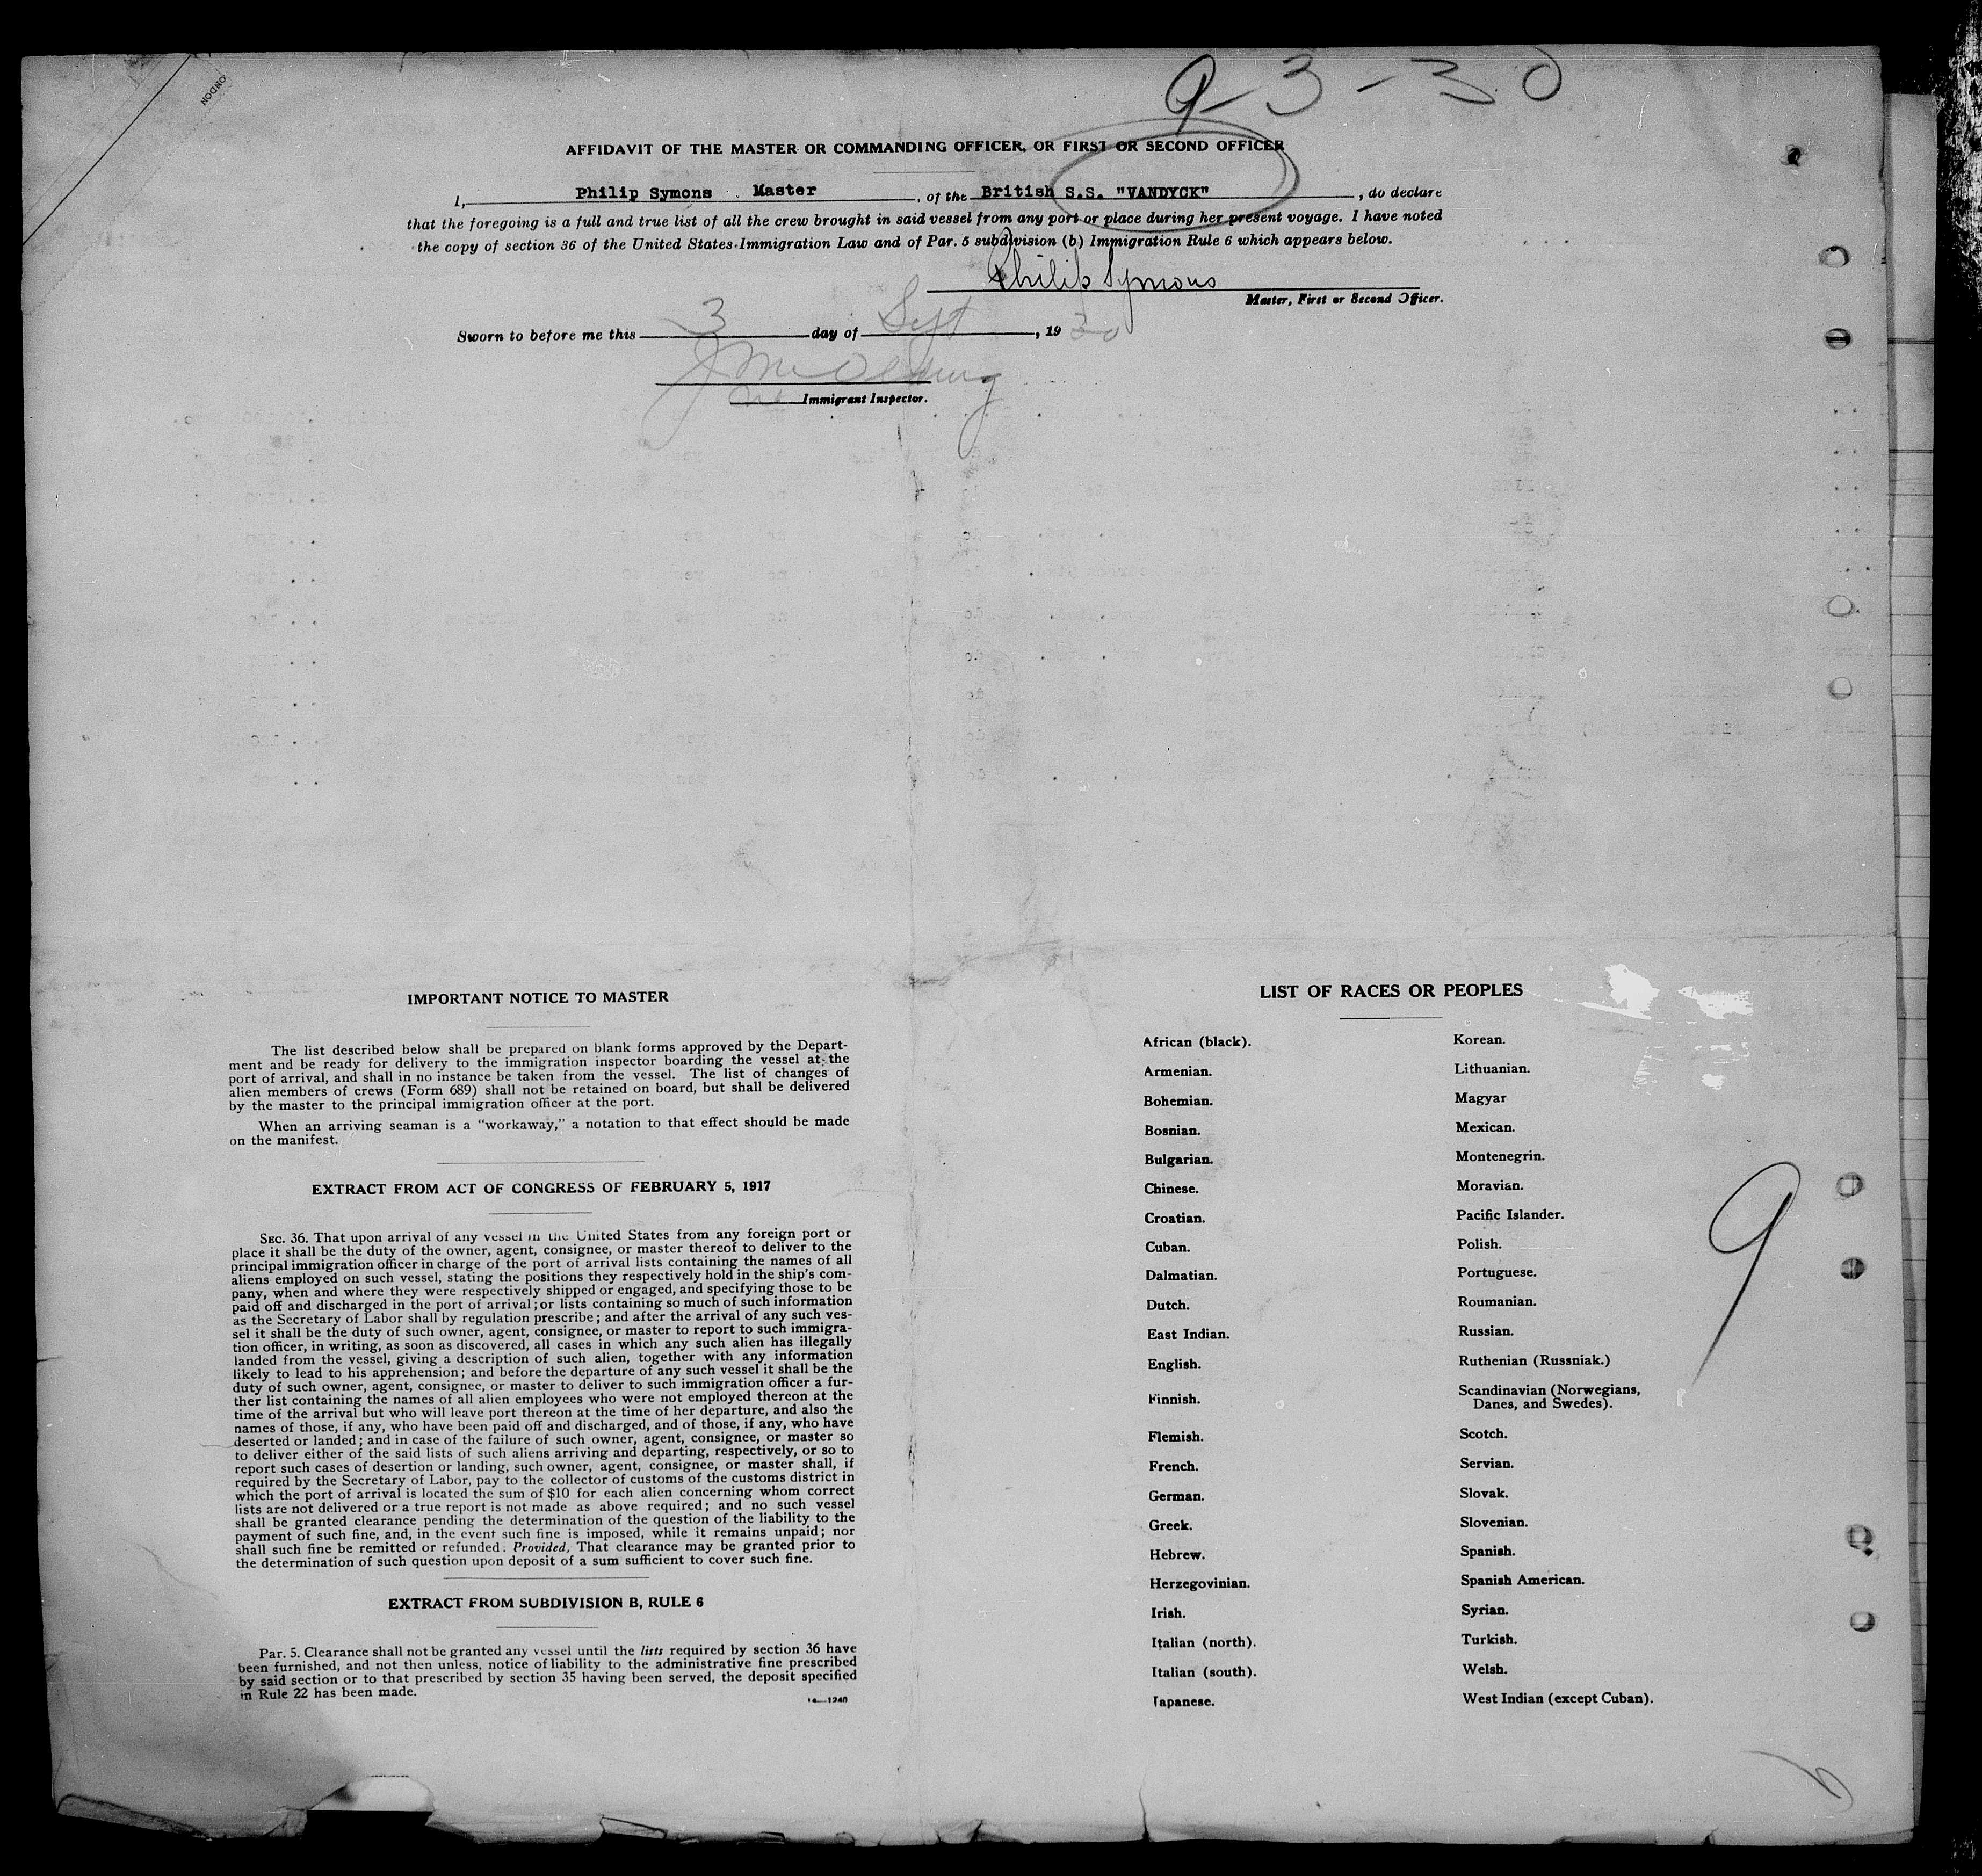 ONDON
9-3-30
AFFIDAVIT OF THE MASTER OR COMMANDING OFFICER, OR FIRST OR SECOND OFFICER
I, Philip Symons Master, of the British S.S. "VANDYCK", do declare
that the foregoing is a full and true list of all the crew brought in said vessel from any port or place during her present voyage. I have noted
the copy of section 36 of the United States Immigration Law and of Par. 5 subdivision (b) Immigration Rule 6 which appears below.
Philip Symons
Master, First or Second Officer.
Sworn to before me this 3 day of Sept, 1930
Immigrant Inspector.
IMPORTANT NOTICE TO MASTER
The list described below shall be prepared on blank forms approved by the Depart-
ment and be ready for delivery to the immigration inspector boarding the vessel at the
port of arrival, and shall in no instance be taken from the vessel. The list of changes of
alien members of crews (Form 689) shall not be retained on board, but shall be delivered
by the master to the principal immigration officer at the port.
When an arriving seaman is a "workaway," a notation to that effect should be made
on the manifest.
EXTRACT FROM ACT OF CONGRESS OF FEBRUARY 5, 1917
SEC. 36. That upon arrival of any vessel in the United States from any foreign port or
place it shall be the duty of the owner, agent, consignee, or master thereof to deliver to the
principal immigration officer in charge of the port of arrival lists containing the names of all
aliens employed on such vessel, stating the positions they respectively hold in the ship's com-
pany, when and where they were respectively shipped or engaged, and specifying those to be
paid off and discharged in the port of arrival; or lists containing so much of such information
as the Secretary of Labor shall by regulation prescribe; and after the arrival of any such ves-
sel it shall be the duty of such owner, agent, consignee, or master to report to such immigra-
tion officer, in writing, as soon as discovered, all cases in which any such alien has illegally
landed from the vessel, giving a description of such alien, together with any information
likely to lead to his apprehension; and before the departure of any such vessel it shall be the
duty of such owner, agent, consignee, or master to deliver to such immigration officer a fur-
ther list containing the names of all alien employees who were not employed thereon at the
time of the arrival but who will leave port thereon at the time of her departure, and also the
names of those, if any, who have been paid off and discharged, and of those, if any, who have
deserted or landed; and in case of the failure of such owner, agent, consignee, or master so
to deliver either of the said lists of such aliens arriving and departing, respectively, or so to
report such cases of desertion or landing, such owner, agent, consignee, or master shall, if
required by the Secretary of Labor, pay to the collector of customs of the customs district in
which the port of arrival is located the sum of $10 for each alien concerning whom correct
lists are not delivered or a true report is not made as above required; and no such vessel
shall be granted clearance pending the determination of the question of the liability to the
payment of such fine, and, in the event such fine is imposed, while it remains unpaid; nor
shall such fine be remitted or refunded: Provided, That clearance may be granted prior to
the determination of such question upon deposit of a sum sufficient to cover such fine.
EXTRACT FROM SUBDIVISION B, RULE 6
Par. 5. Clearance shall not be granted any vessel until the lists required by section 36 have
been furnished, and not then unless, notice of liability to the administrative fine prescribed
by said section or to that prescribed by section 35 having been served, the deposit specified
in Rule 22 has been made.
14—1240
LIST OF RACES OR PEOPLES
African (black).
Armenian.
Bohemian.
Bosnian.
Bulgarian.
Chinese.
Croatian.
Cuban.
Dalmatian.
Dutch.
East Indian.
English.
Finnish.
Flemish.
French.
German.
Greek.
Hebrew.
Herzegovinian.
Irish.
Italian (north).
Italian (south).
Japanese.
Korean.
Lithuanian.
Magyar
Mexican.
Montenegrin.
Moravian.
Pacific Islander.
Polish.
Portuguese.
Roumanian.
Russian.
Ruthenian (Russniak.)
Scandinavian (Norwegians,
Danes, and Swedes).
Scotch.
Servian.
Slovak.
Slovenian.
Spanish.
Spanish American.
Syrian.
Turkish.
Welsh.
West Indian (except Cuban).
9